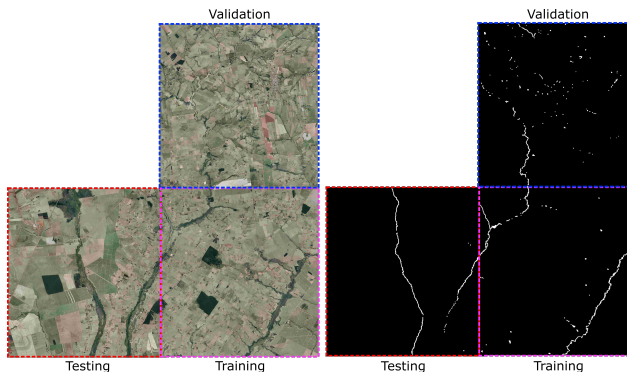 Validation
Validation
Testing
Training
Testing
Training